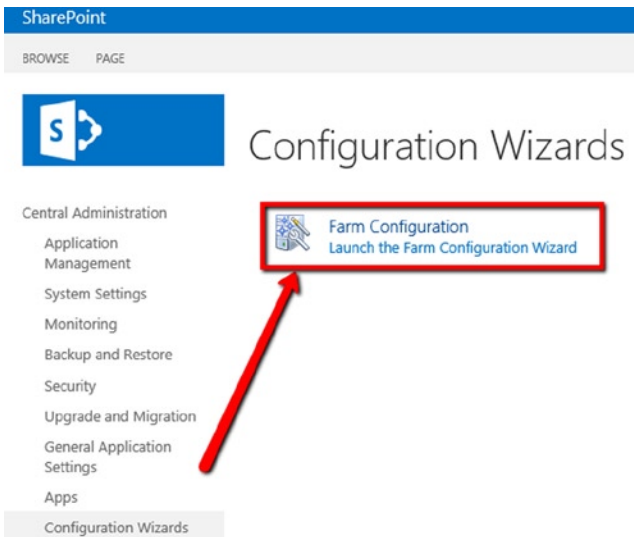 SharePoint
BROWSE PAGE
S
Configuration Wizards
Central Administration
Application
Management
System Settings
Monitoring
Backup and Restore
Security
Upgrade and Migration
General Application
Settings
Apps
Configuration Wizards
Farm Configuration
Launch the Farm Configuration Wizard